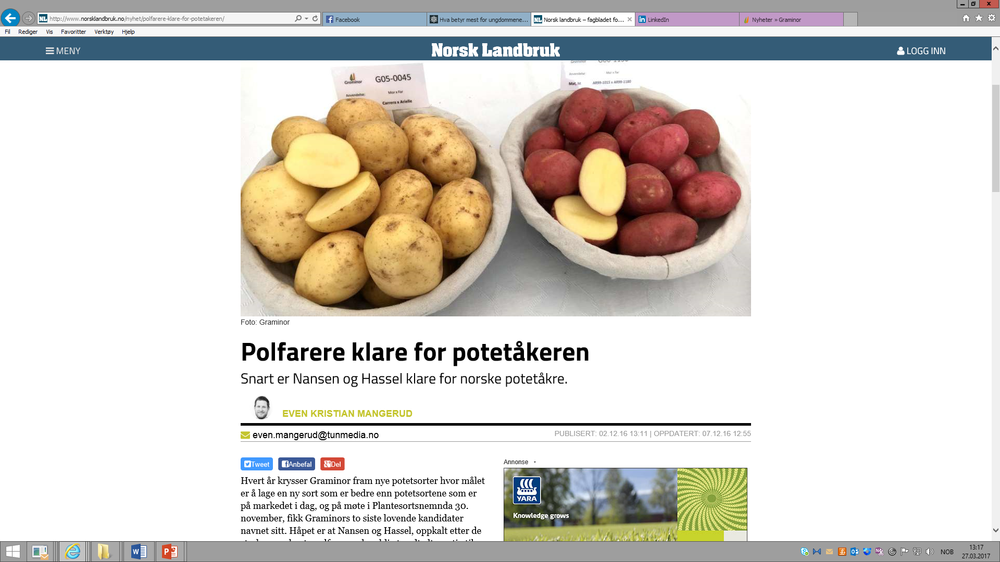 http://www.norsklandbruk.no/nyhet/polfarere-klare-for-potetakeren/
Facebook
Hva betyr mest for ungdommene...
Norsk landbruk – fagbladet fo...
LinkedIn
Nyheter » Graminor
Fil Rediger Vis Favoritter Verktøy Hjelp
MENY
Norsk Landbruk
LOGG INN
Graminor
G05-0045
Anvendelse:
Mor x Far
Carrera x Arielle
Graminor
Anvendelse:
Mor x Far
Mat, ht
AR99-1015 x AR99-1180
Foto: Graminor
Polfarere klare for potetåkeren
Snart er Nansen og Hassel klare for norske potetåkre.
EVEN KRISTIAN MANGERUD
even.mangerud@tunmedia.no
PUBLISERT: 02.12.16 13:11 | OPPDATERT: 07.12.16 12:55
Tweet
Anbefal
Del
Annonse
Hvert år krysser Graminor fram nye potetsorter hvor målet
er å lage en ny sort som er bedre enn potetsortene som er
på markedet i dag, og på møte i Plantesortsnemnda 30.
november, fikk Graminors to siste lovende kandidater
navnet sitt. Håpet er at Nansen og Hassel, oppkalt etter de
YARA
Knowledge grows
NOB
13:17
27.03.2017